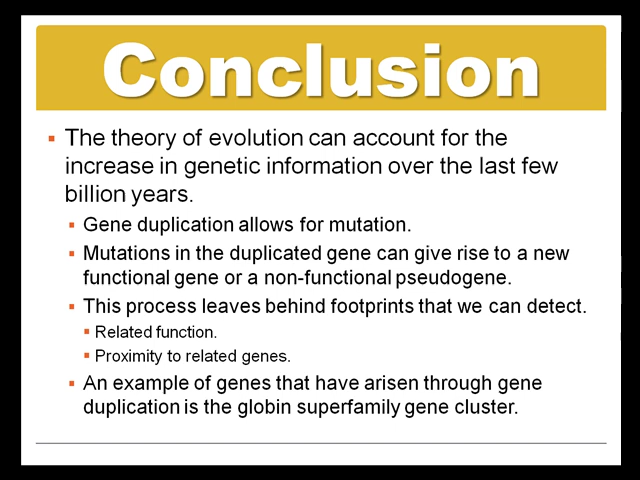 Conclusion
The theory of evolution can account for the
increase in genetic information over the last few
billion years.
Gene duplication allows for mutation.
Mutations in the duplicated gene can give rise to a new
functional gene or a non-functional pseudogene.
This process leaves behind footprints that we can detect.
Related function.
Proximity to related genes.
An example of genes that have arisen through gene
duplication is the globin superfamily gene cluster.